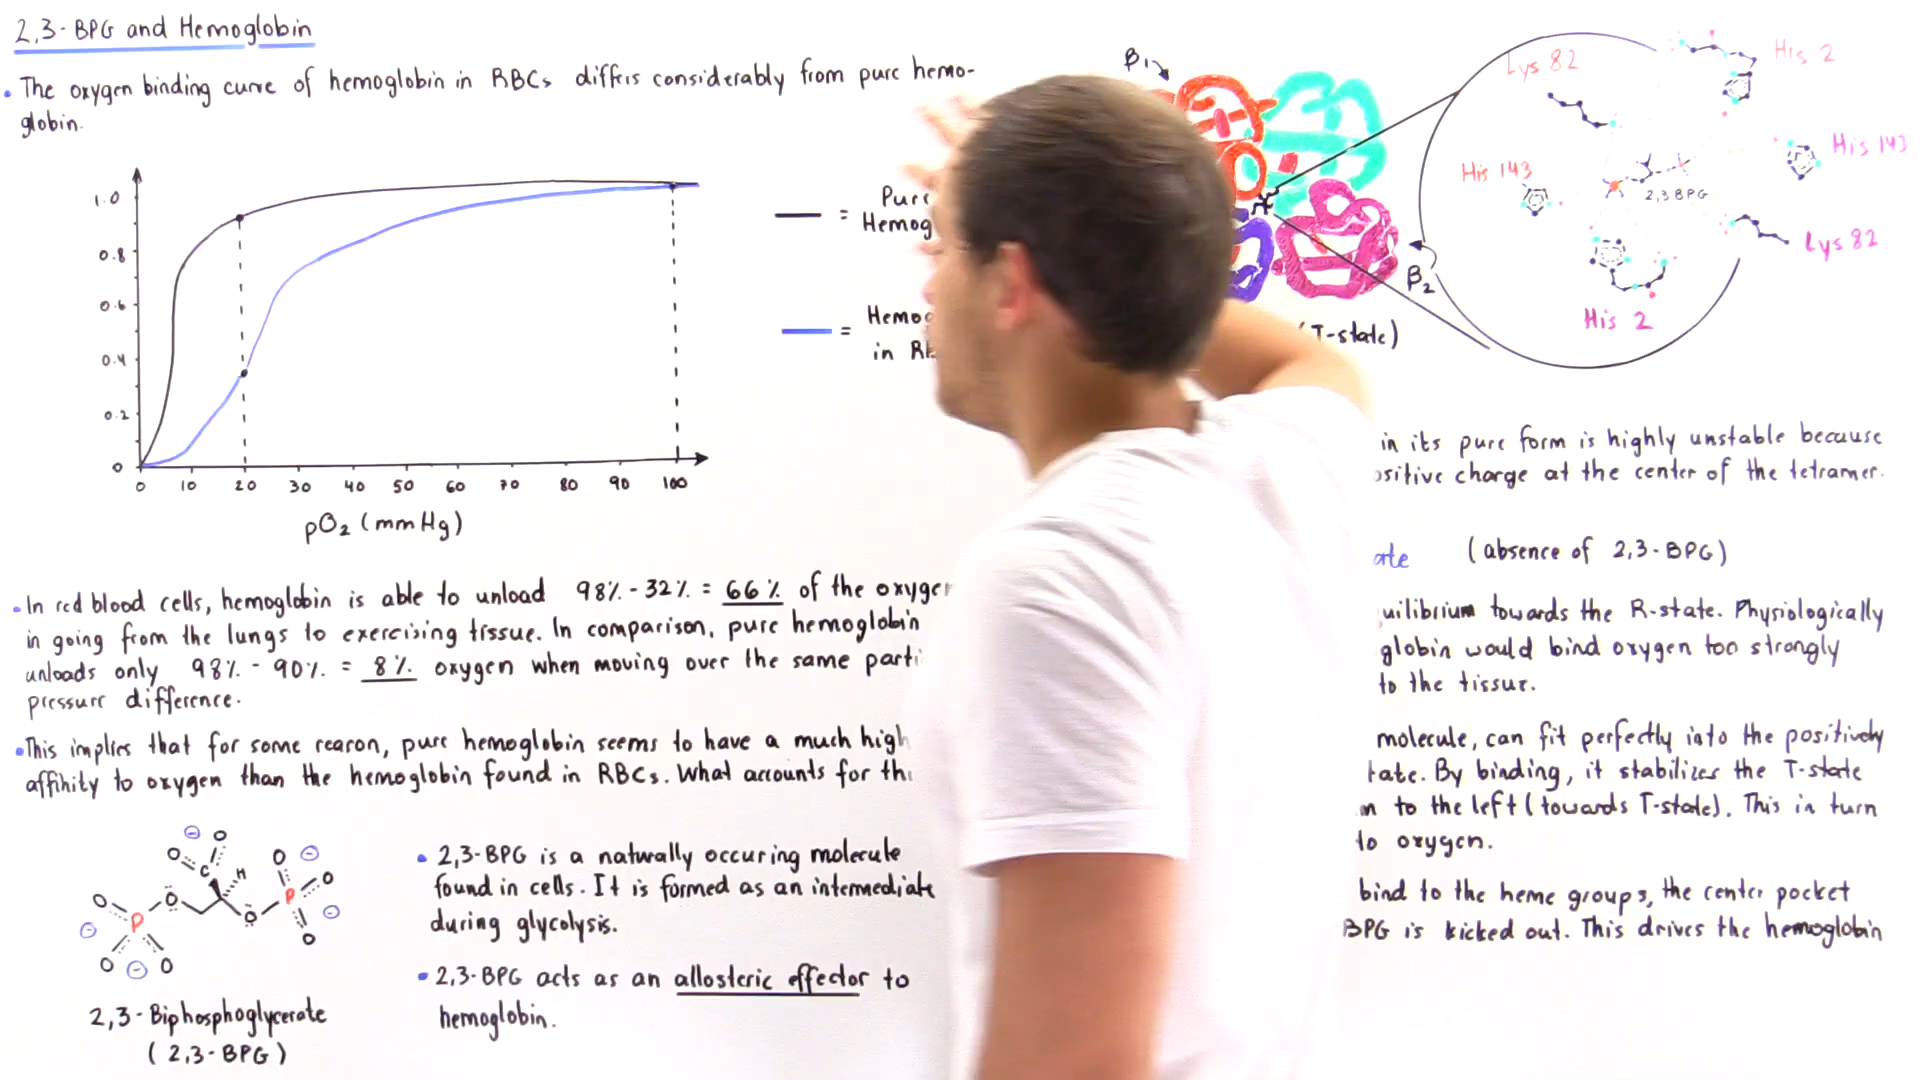 2,3-BPG and Hemoglobin
• The oxygen binding curve of hemoglobin in RBCs differs considerably from pure hemo-
globin.
1.0
0.8
0.6
0.4
0.2
0
0 10 20 30 40 50 60 70 80 90 100
pO2 (mmHg)
= Pure
=
in
β1
β2
(T-state)
Lys 82
His 2
His 143
His 143
2,3 BPG
Lys 82
His 2
• In red blood cells, hemoglobin is able to unload 98% - 32% = 66% of the
in going from the lungs to exercising tissue. In comparison, pure hemoglobin
unloads only 98% - 90% = 8% oxygen when moving over the same
pressure difference.
• This implies that for some reason, pure hemoglobin seems to have a much
affinity to oxygen than the hemoglobin found in RBCs. What accounts for
O O C H O O P O O O O P O O O
2,3-Biphosphoglycerate
(2,3-BPG)
• 2,3-BPG is a naturally occuring molecule
found in cells. It is formed as an intermediate
during glycolysis.
• 2,3-BPG acts as an allosteric effector to
hemoglobin.
in its pure form is highly unstable because
charge at the center of the tetramer.
(absence of 2,3-BPG)
towards the R-state. Physiologically
would bind oxygen too strongly
to the tissue.
molecule, can fit perfectly into the positively
By binding, it stabilizes the T-state
to the left (towards T-state). This in turn
to oxygen.
bind to the heme groups, the center pocket
BPG is kicked out. This drives the hemoglobin